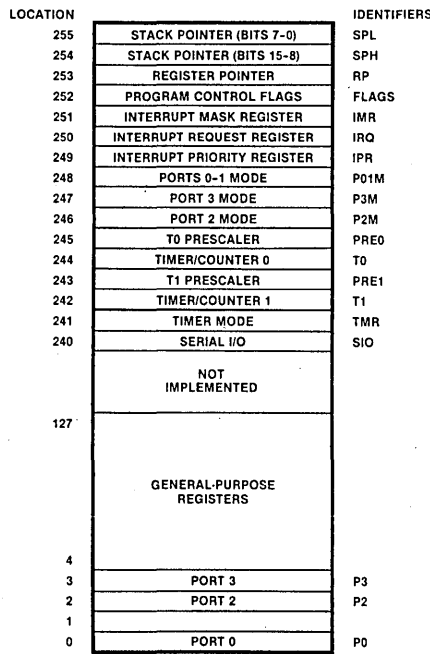 LOCATION IDENTIFIERS
255 STACK POINTER (BITS 7-0) SPL
254 STACK POINTER (BITS 15-8) SPH
253 REGISTER POINTER RP
252 PROGRAM CONTROL FLAGS FLAGS
251 INTERRUPT MASK REGISTER IMR
250 INTERRUPT REQUEST REGISTER IRQ
249 INTERRUPT PRIORITY REGISTER IPR
248 PORTS 0-1 MODE P01M
247 PORT 3 MODE P3M
246 PORT 2 MODE P2M
245 T0 PRESCALER PRE0
244 TIMER/COUNTER 0 T0
243 T1 PRESCALER PRE1
242 TIMER/COUNTER 1 T1
241 TIMER MODE TMR
240 SERIAL I/O SIO
NOT
IMPLEMENTED
127
GENERAL-PURPOSE
REGISTERS
4
3 PORT 3 P3
2 PORT 2 P2
1
0 PORT 0 P0